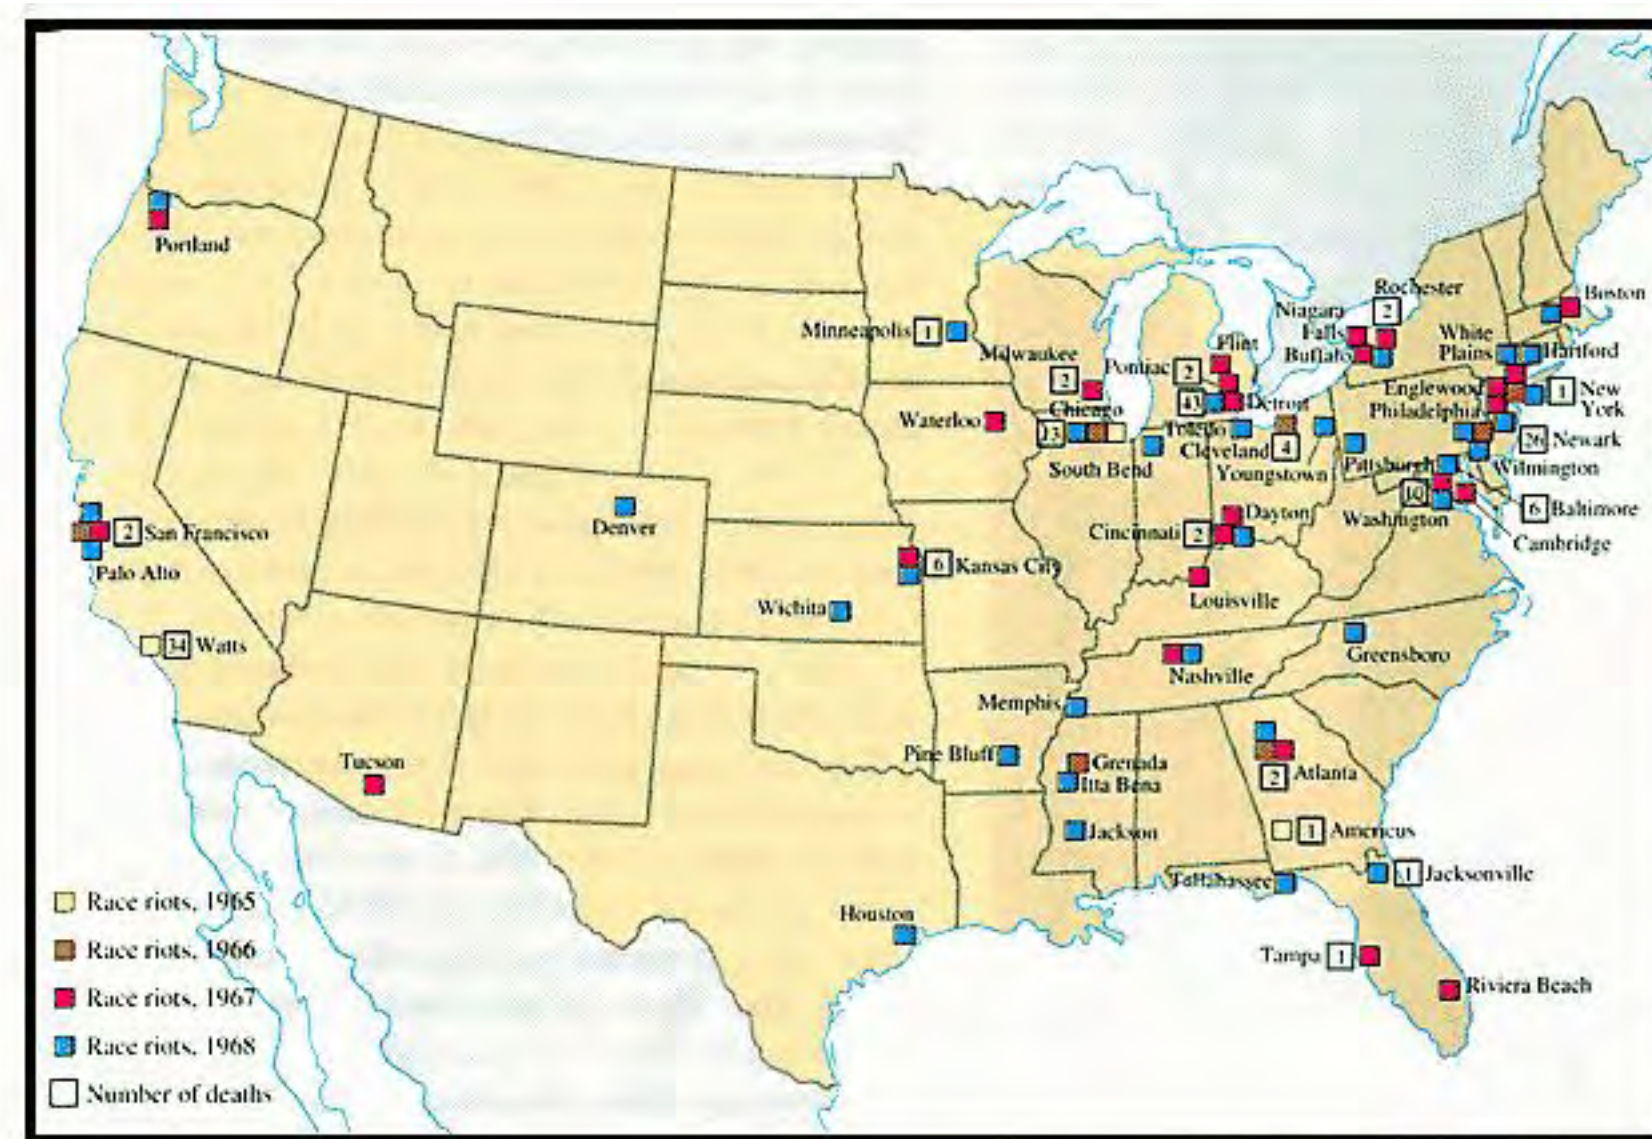 Portland
Minneapolis 1
Milwaukee
2
Waterloo
Chicago
13
South Bend
Pontiac 2
Flint
43 Detroit
Toledo
Cleveland 4
Youngstown
Rochester
2
Niagara
Falls
Buffalo
Boston
White
Plains
Hartford
Englewood
1 New
York
Philadelphia
26 Newark
Pittsburgh
Wilmington
10
Washington
6 Baltimore
Cambridge
Dayton
Cincinnati 2
Louisville
2 San Francisco
Palo Alto
Denver
6 Kansas City
Wichita
34 Watts
Tucson
Nashville
Greensboro
Memphis
Pine Bluff
Grenada
Itta Bena
Jackson
2 Atlanta
1 Americus
Tallahassee
1 Jacksonville
Houston
Tampa 1
Riviera Beach
Race riots, 1965
Race riots, 1966
Race riots, 1967
Race riots, 1968
Number of deaths